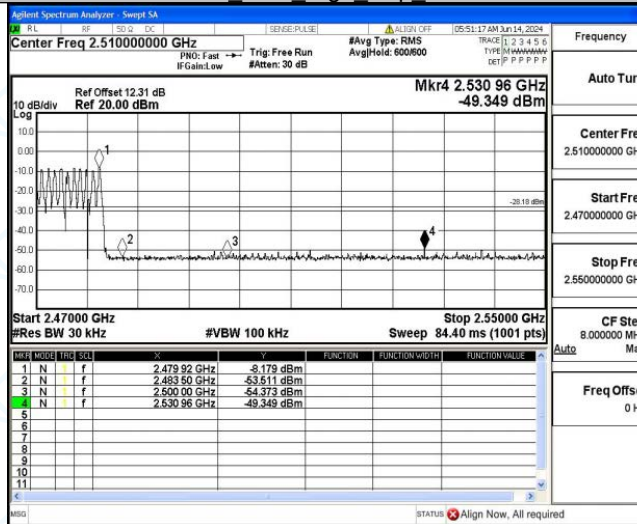 Agilent Spectrum Analyzer - Swept SA
RL RF 50 Ω DC SENSE:PULSE ALIGN OFF 05:51:17 AM Jun 14, 2024
Center Freq 2.510000000 GHz
PNO: Fast
IFGain:Low
Trig: Free Run
#Atten: 30 dB
#Avg Type: RMS
Avg|Hold: 600/600
TRACE 1 2 3 4 5 6
TYPE M
DET P P P P P P
Ref Offset 12.31 dB
Ref 20.00 dBm
10 dB/div
Log
Mkr4 2.530 96 GHz
-49.349 dBm
10.0
0.00
-10.0
-20.0
-30.0
-40.0
-50.0
-60.0
-70.0
1
2
3
4
-28.18 dBm
Start 2.47000 GHz
Stop 2.55000 GHz
#Res BW 30 kHz
#VBW 100 kHz
Sweep 84.40 ms (1001 pts)
MKR MODE TRC SCL X Y FUNCTION FUNCTION WIDTH FUNCTION VALUE
1 N 1 f 2.479 92 GHz -8.179 dBm
2 N 1 f 2.483 50 GHz -53.511 dBm
3 N 1 f 2.500 00 GHz -54.373 dBm
4 N 1 f 2.530 96 GHz -49.349 dBm
5
6
7
8
9
10
11
MSG
STATUS Align Now, All required
Frequency
Auto Tun
Center Fre
2.510000000 GH
Start Fre
2.470000000 GH
Stop Fre
2.550000000 GH
CF Ste
8.000000 MH
Auto Ma
Freq Offs
0 H